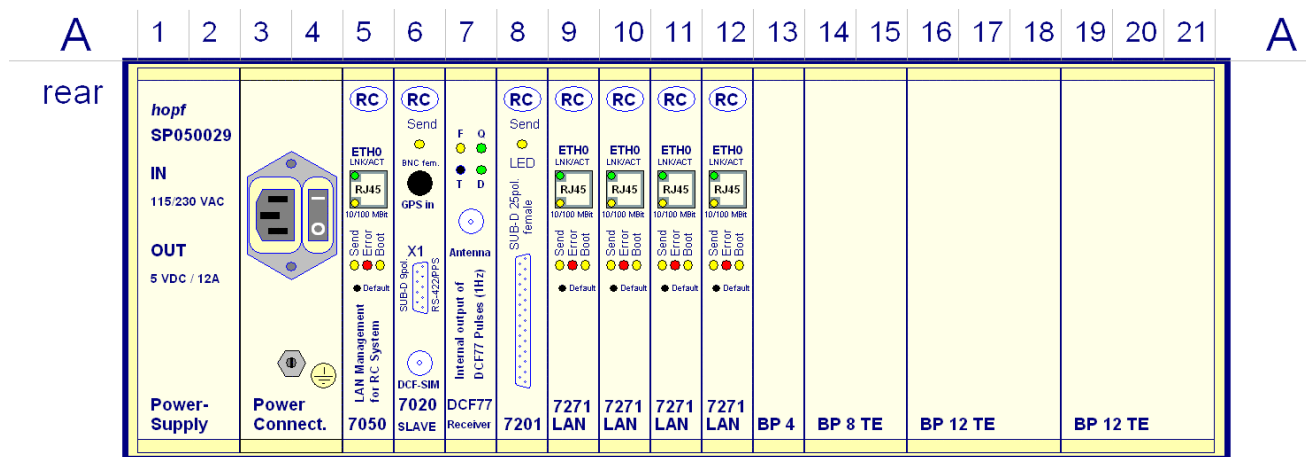 A 1 2 3 4 5 6 7 8 9 10 11 12 13 14 15 16 17 18 19 20 21 A
rear
hopf
SP050029
IN
115/230 VAC
OUT
5 VDC / 12A
Power-
Supply
I
O
Power
Connect.
RC
ETH0
LNK/ACT
RJ45
10/100 MBit
Send
Error
Boot
Default
LAN Management
for RC System
7050
RC
Send
BNC fem.
GPS in
X1
SUB-D 9pol.
RS-422/PPS
DCF-SIM
7020
SLAVE
F Q
T D
Antenna
Internal output of
DCF77 Pulses (1Hz)
DCF77
Receiver
RC
Send
LED
SUB-D 25pol.
female
7201
RC
ETH0
LNK/ACT
RJ45
10/100 MBit
Send
Error
Boot
Default
7271
LAN
RC
ETH0
LNK/ACT
RJ45
10/100 MBit
Send
Error
Boot
Default
7271
LAN
RC
ETH0
LNK/ACT
RJ45
10/100 MBit
Send
Error
Boot
Default
7271
LAN
RC
ETH0
LNK/ACT
RJ45
10/100 MBit
Send
Error
Boot
Default
7271
LAN
BP 4
BP 8 TE
BP 12 TE
BP 12 TE